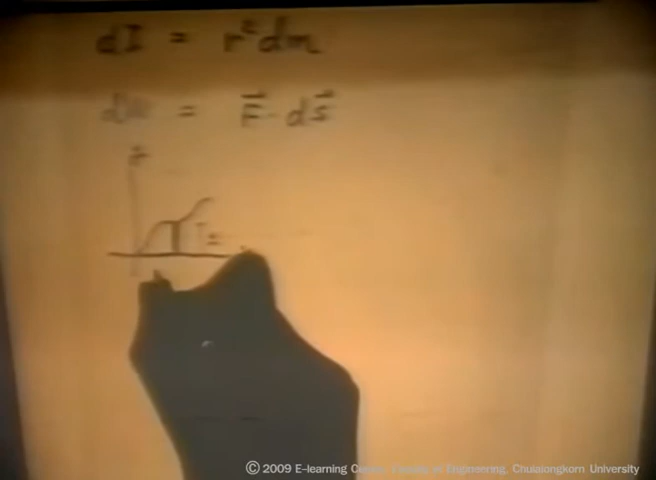 dI = r²dm
dW = F⃗ · ds⃗
I =
© 2009 E-learning Center, Faculty of Engineering, Chulalongkorn University